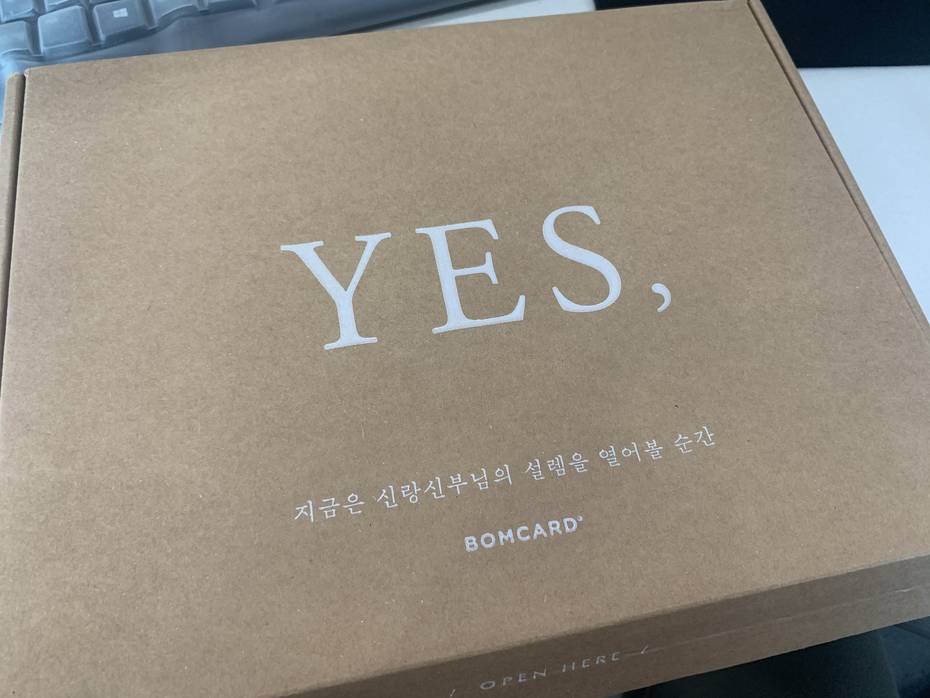 YES,
지금은 신랑신부님의 설렘을 열어볼 순간
BOMCARD
/ OPEN HERE /